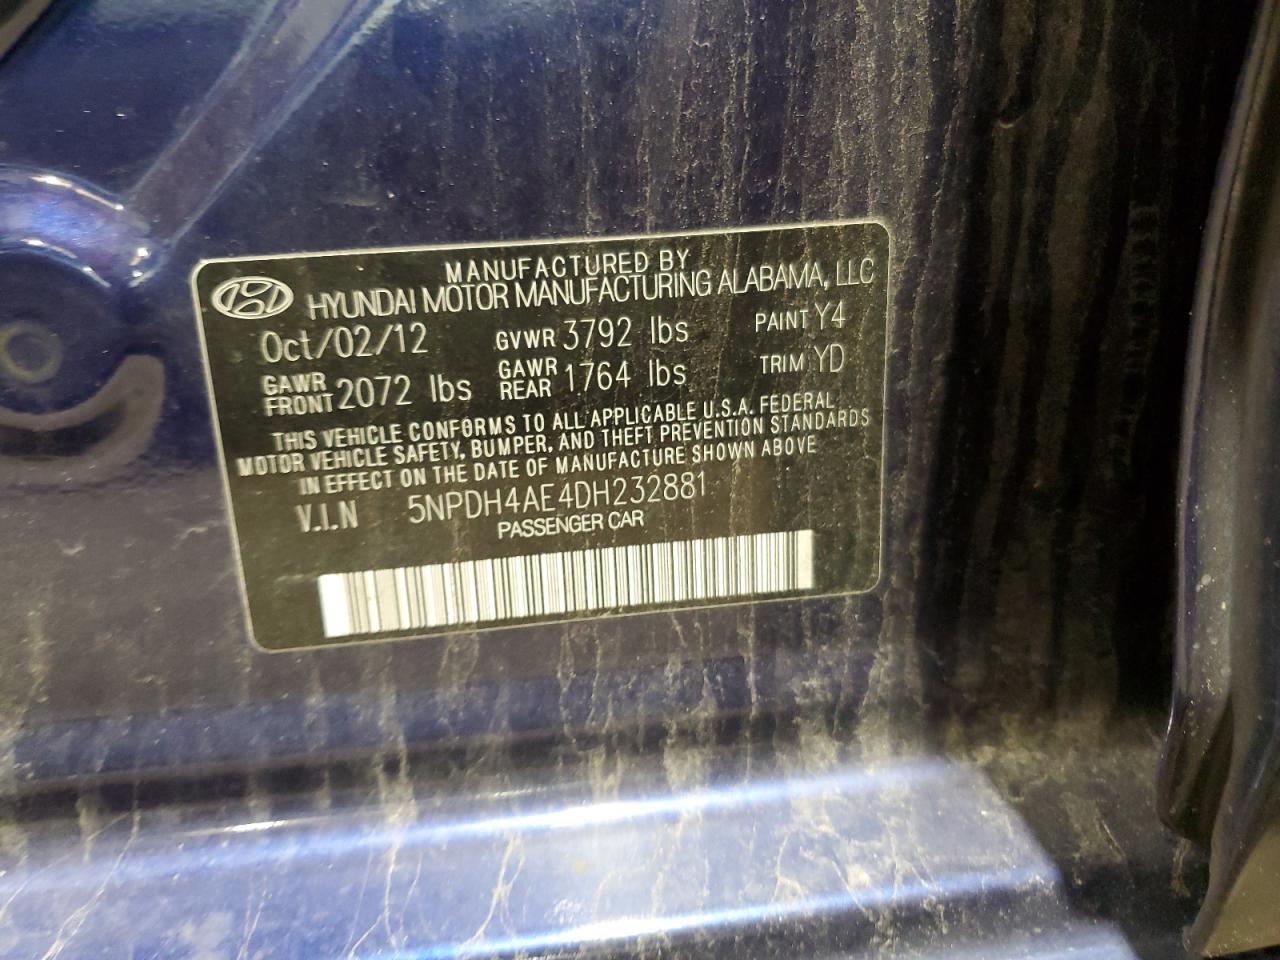 MANUFACTURED BY
HYUNDAI MOTOR MANUFACTURING ALABAMA, LLC
Oct/02/12 GVWR 3792 lbs PAINT Y4
GAWR FRONT 2072 lbs GAWR REAR 1764 lbs TRIM YD
THIS VEHICLE CONFORMS TO ALL APPLICABLE U.S.A. FEDERAL
MOTOR VEHICLE SAFETY, BUMPER, AND THEFT PREVENTION STANDARDS
IN EFFECT ON THE DATE OF MANUFACTURE SHOWN ABOVE
V.I.N 5NPDH4AE4DH232881
PASSENGER CAR